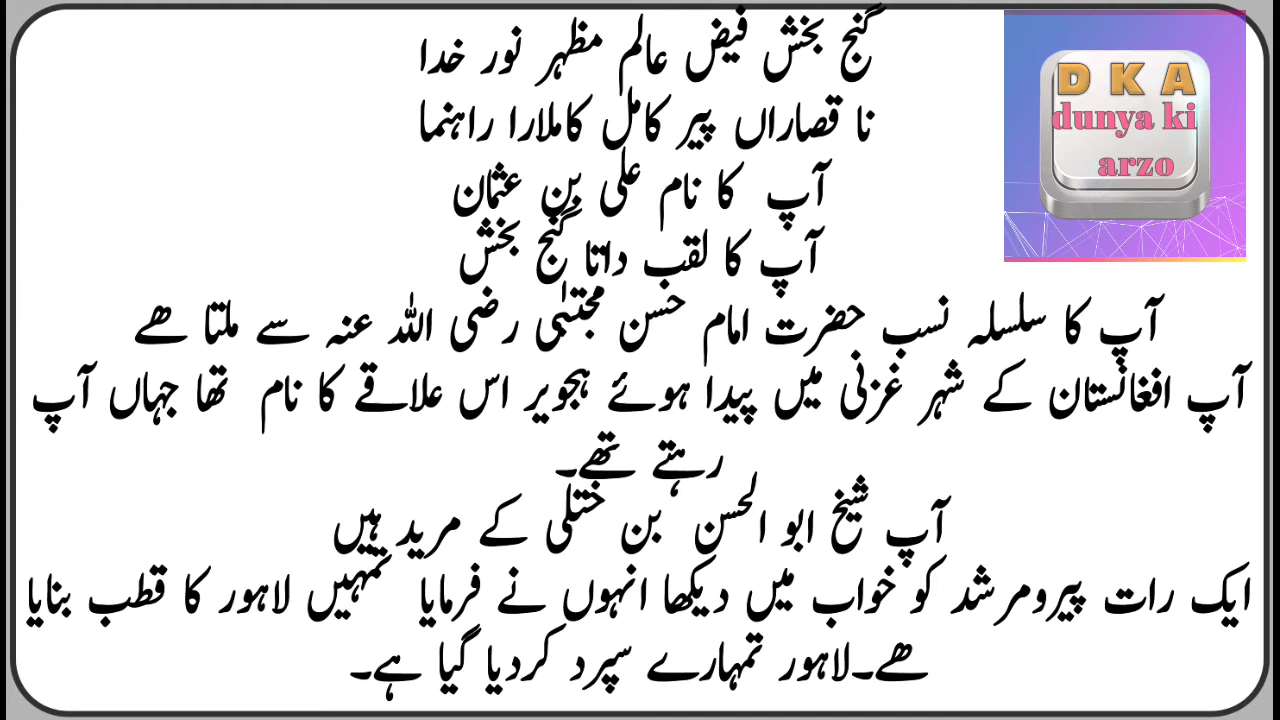 گنج بخش فیض عالم مظہر نور خدا
نا قصاراں پیر کامل کاملارا راہنما
آپ کا نام علی بن عثمان
آپ کا لقب داتا گنج بخش
آپ کا سلسلہ نسب حضرت امام حسن مجتبٰی رضی اللہ عنہ سے ملتا ھے
آپ افغانستان کے شہر غزنی میں پیدا ہوئے ہجویر اس علاقے کا نام تھا جہاں آپ
رہتے تھے۔
آپ شیخ ابو الحسن بن ختلی کے مرید ہیں
ایک رات پیرومرشد کو خواب میں دیکھا انہوں نے فرمایا تمہیں لاہور کا قطب بنایا
ھے۔لاہور تمہارے سپرد کردیا گیا ہے۔
D K A
dunya ki
arzo